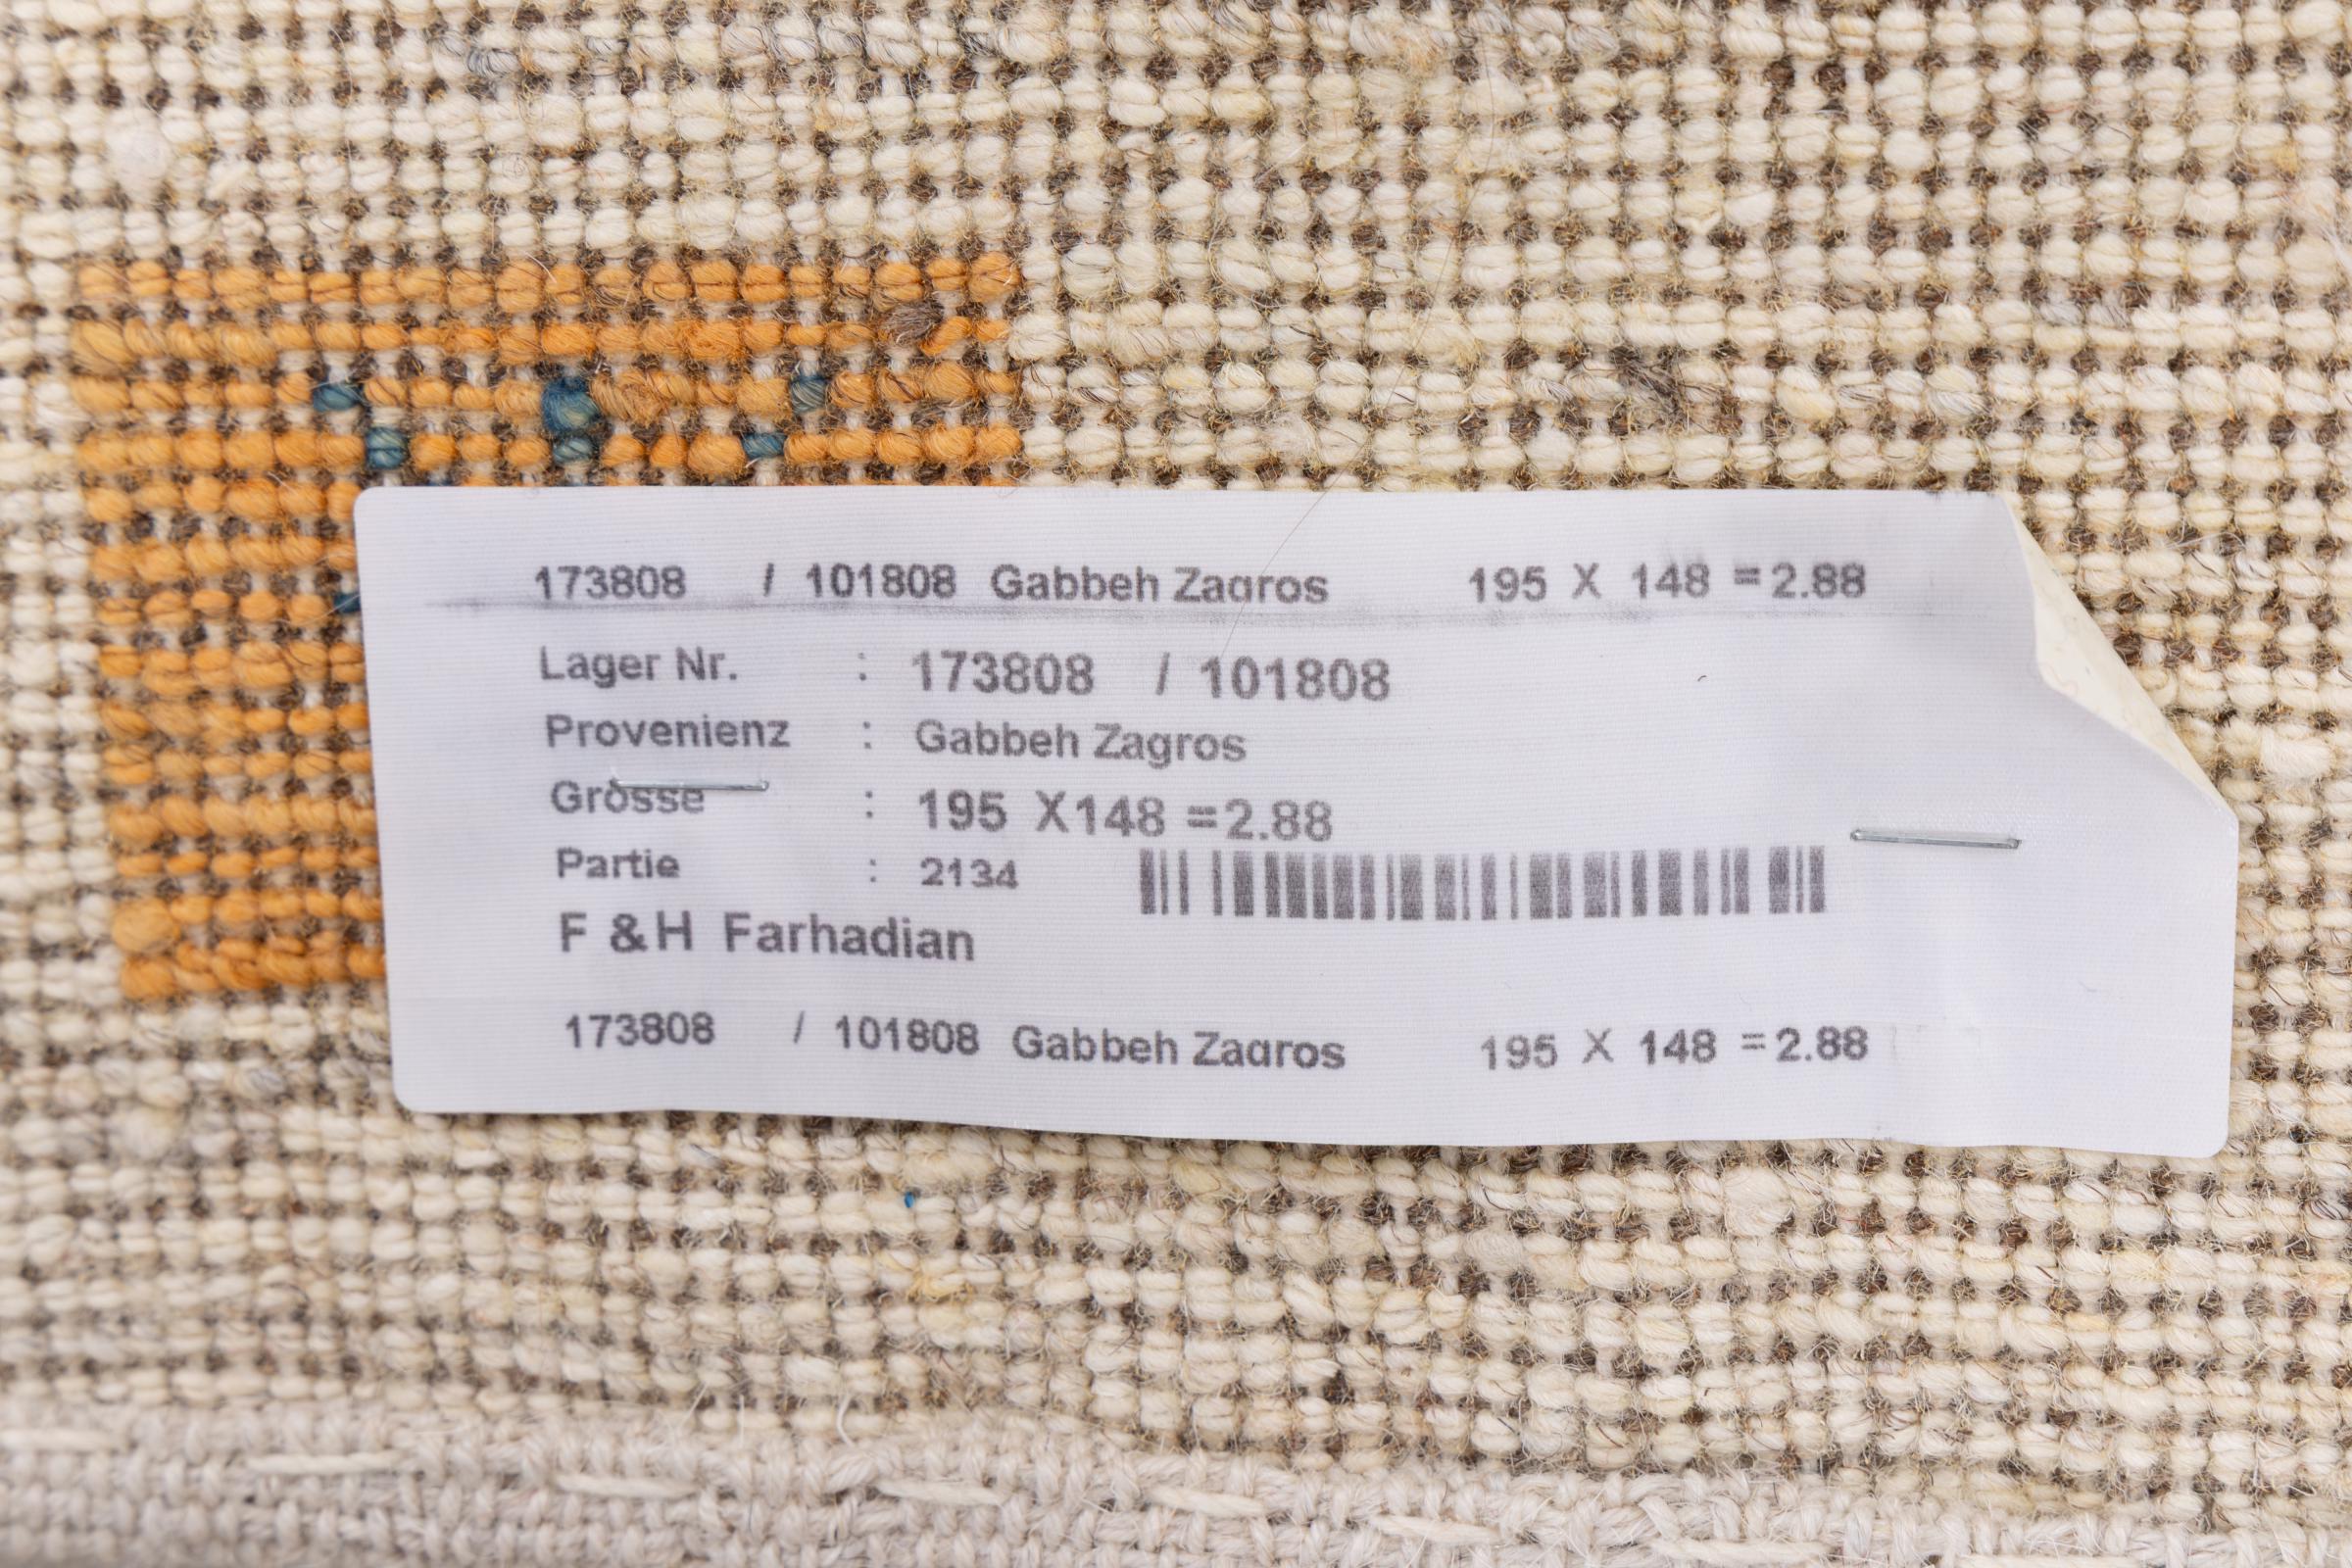 173808 / 101808 Gabbeh Zagros 195 X 148 =2.88
Lager Nr. : 173808 / 101808
Provenienz : Gabbeh Zagros
Grösse : 195 X148 =2.88
Partie : 2134
F &H Farhadian
173808 / 101808 Gabbeh Zagros 195 X 148 =2.88